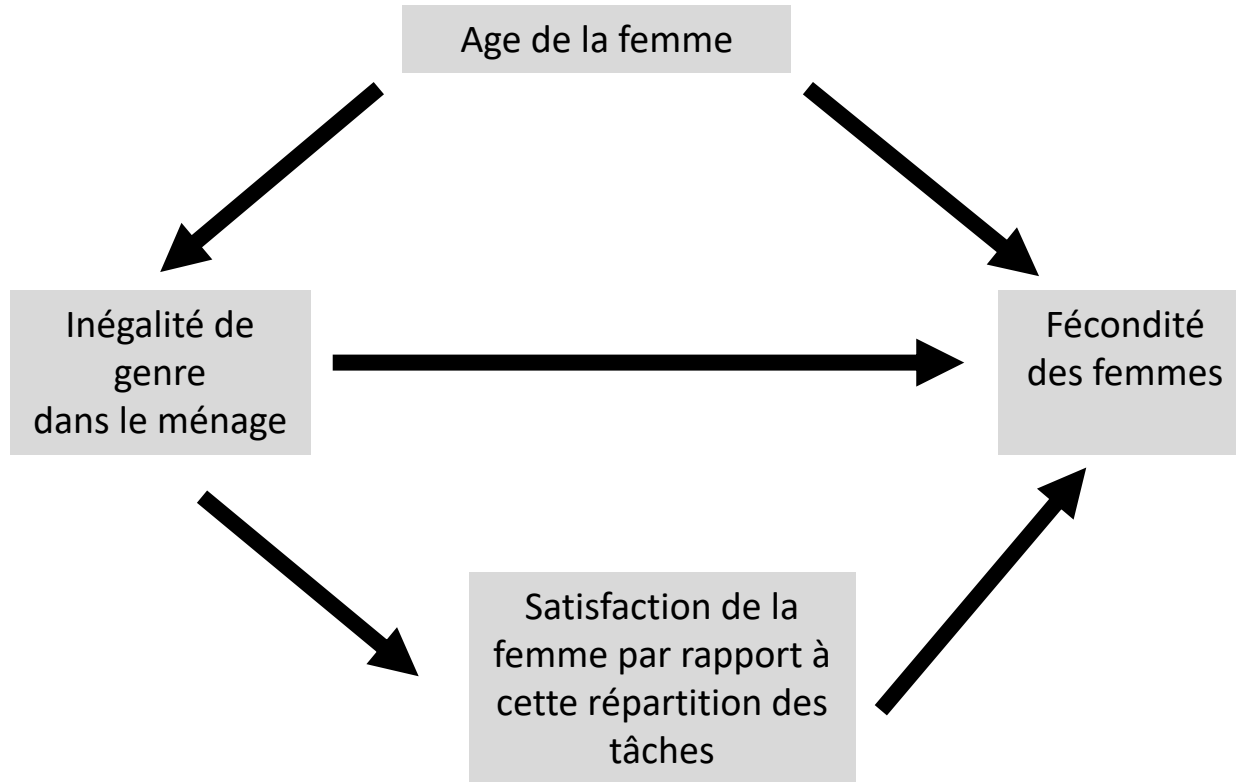 Age de la femme
Inégalité de
genre
dans le ménage
Fécondité
des femmes
Satisfaction de la
femme par rapport à
cette répartition des
tâches